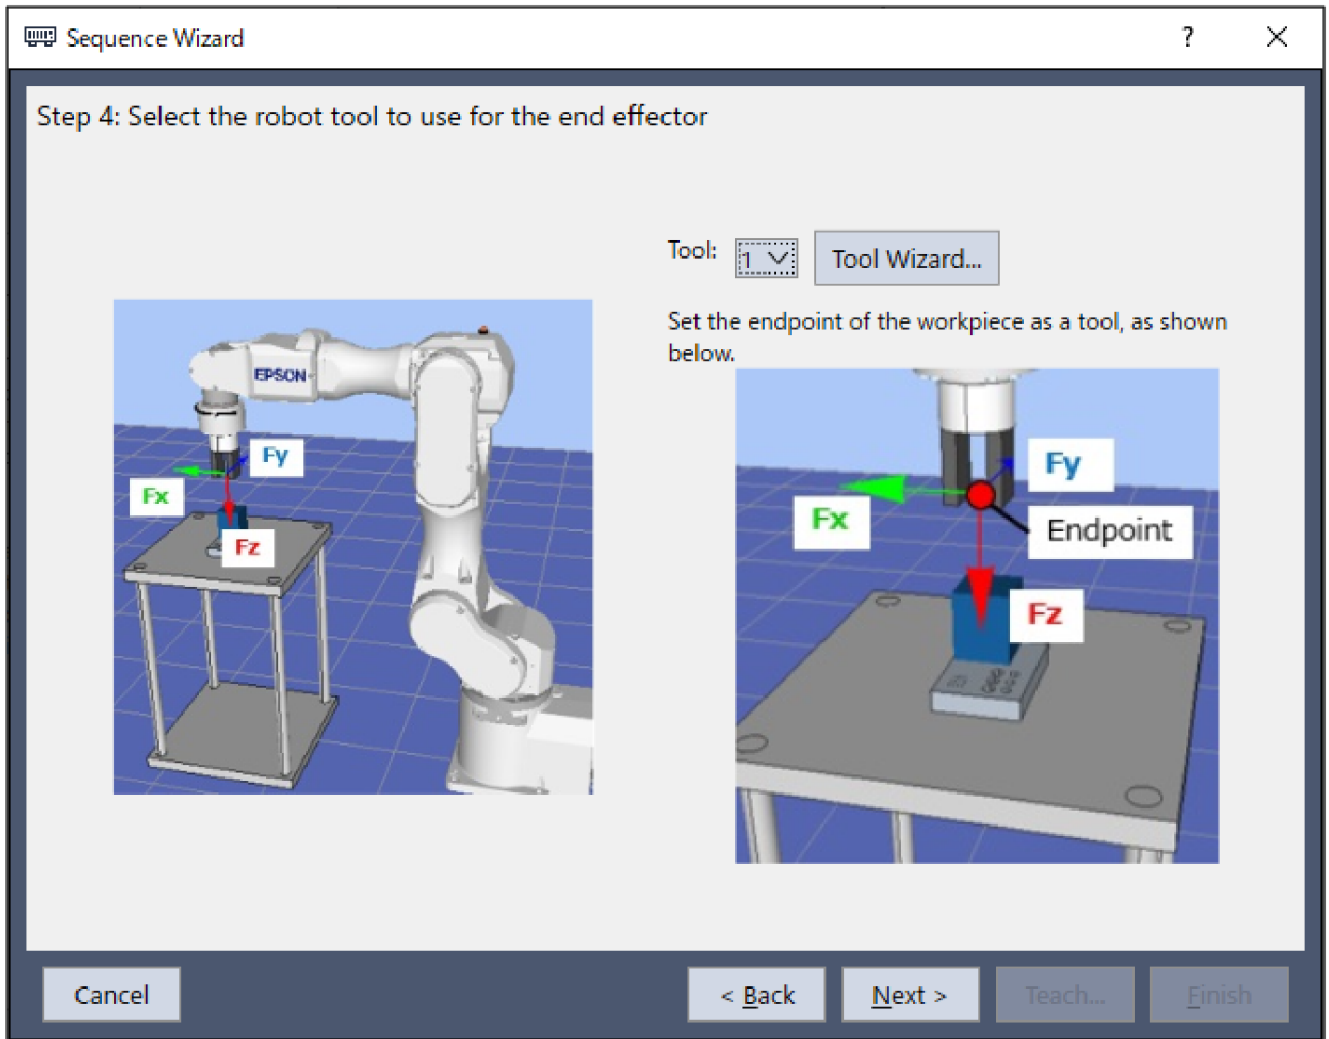 Sequence Wizard
?
Step 4: Select the robot tool to use for the end effector
Tool:
1
Tool Wizard...
Set the endpoint of the workpiece as a tool, as shown
below.
EPSON
Fy
Fx
Fz
Fy
Fx
Endpoint
Fz
Cancel
< Back
Next >
Teach...
Finish